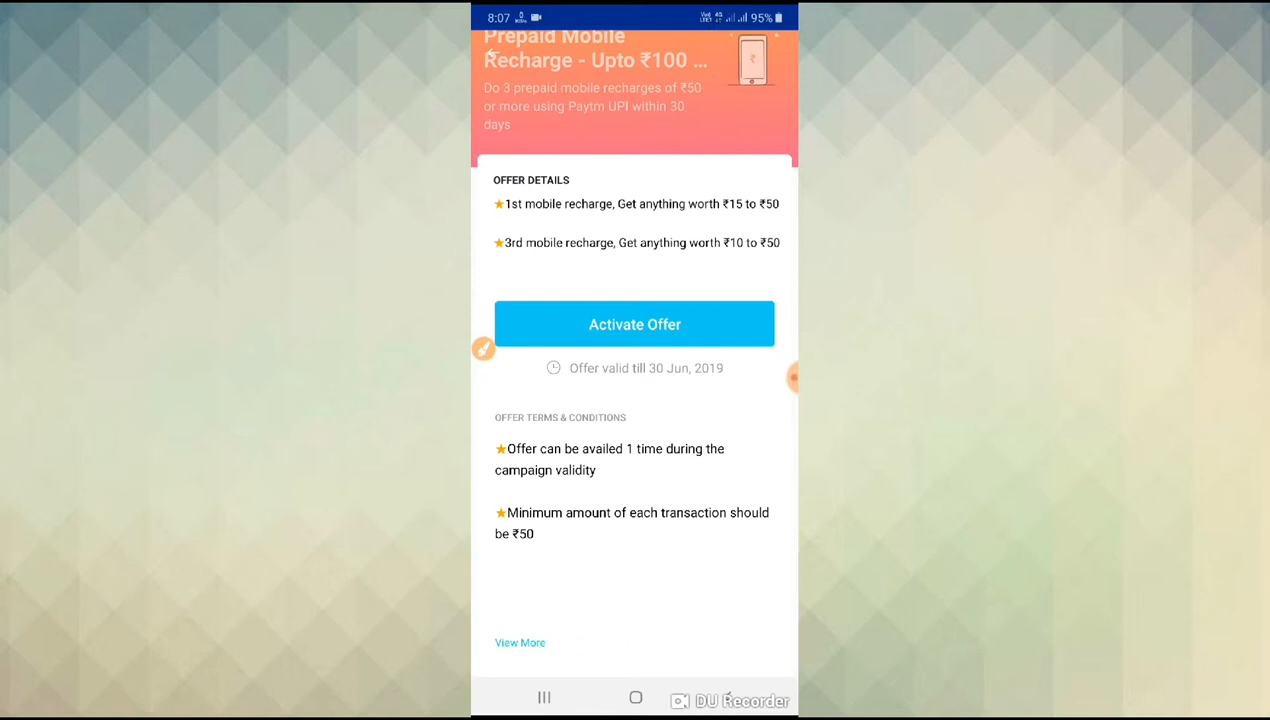 8:07 95%
Prepaid Mobile
Recharge - Upto ₹100 ...
Do 3 prepaid mobile recharges of ₹50
or more using Paytm UPI within 30
days
OFFER DETAILS
★1st mobile recharge, Get anything worth ₹15 to ₹50
★3rd mobile recharge, Get anything worth ₹10 to ₹50
Activate Offer
Offer valid till 30 Jun, 2019
OFFER TERMS & CONDITIONS
★Offer can be availed 1 time during the
campaign validity
★Minimum amount of each transaction should
be ₹50
View More
DU Recorder